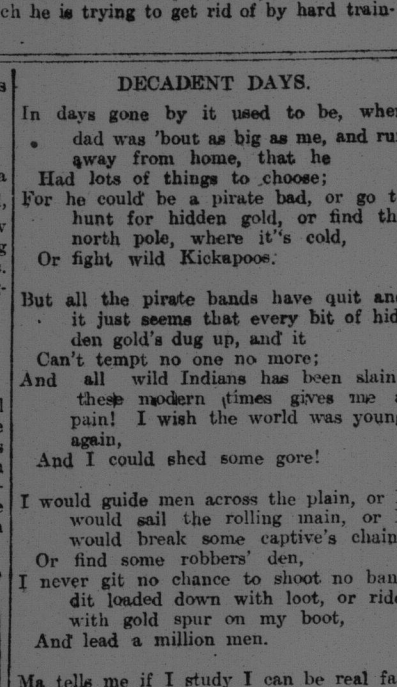 ch he is trying to get rid of by hard train-
DECADENT DAYS.
In days gone by it used to be, whe
dad was 'bout as big as me, and ru
away from home, that he
Had lots of things to choose;
For he could be a pirate bad, or go t
hunt for hidden gold, or find th
north pole, where it''s cold,
Or fight wild Kickapoos.
But all the pirate bands have quit an
it just seems that every bit of hid
den gold's dug up, and it
Can't tempt no one no more;
And all wild Indians has been slain
these modern times gives me a
pain! I wish the world was youn
again,
And I could shed some gore!
I would guide men across the plain, or
would sail the rolling main, or
would break some captive's chain
Or find some robbers' den,
I never git no chance to shoot no ban
dit loaded down with loot, or rid
with gold spur on my boot,
And lead a million men.
Ma tells me if I study I can be real fa